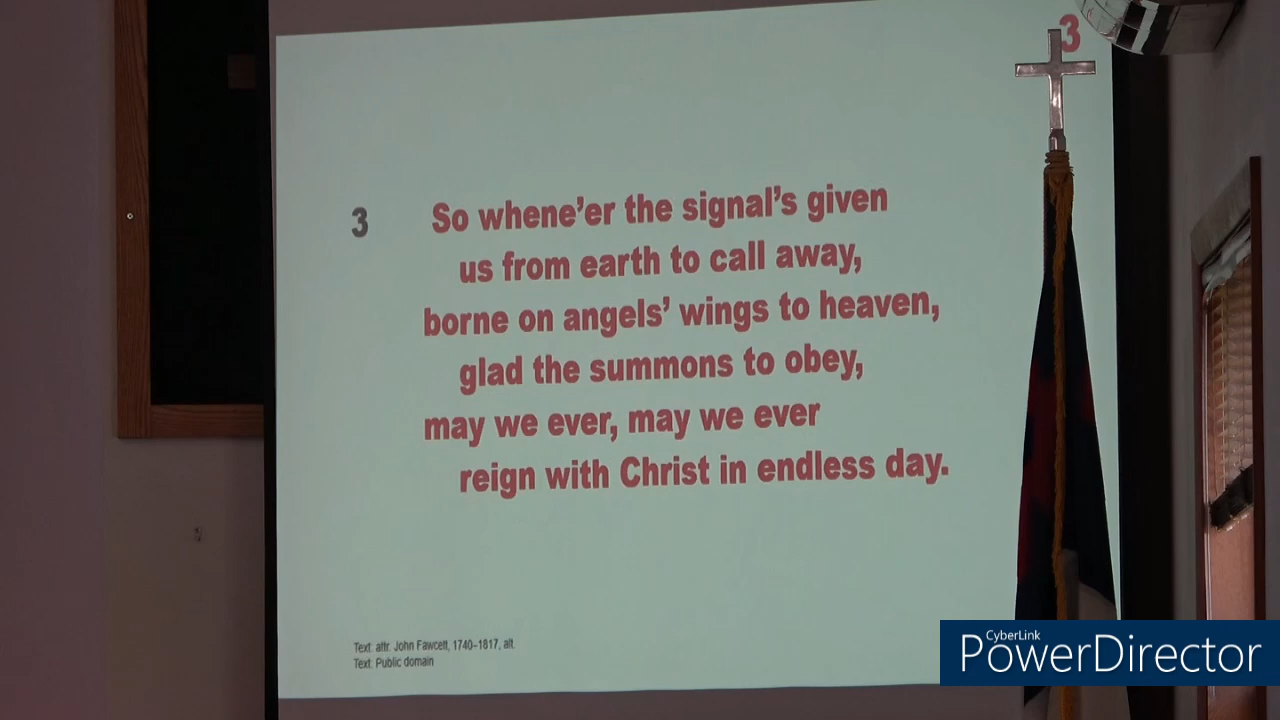 3
3 So whene'er the signal's given
us from earth to call away,
borne on angels' wings to heaven,
glad the summons to obey,
may we ever, may we ever
reign with Christ in endless day.
Text: attr. John Fawcett, 1740–1817, alt.
Text: Public domain
CyberLink
PowerDirector